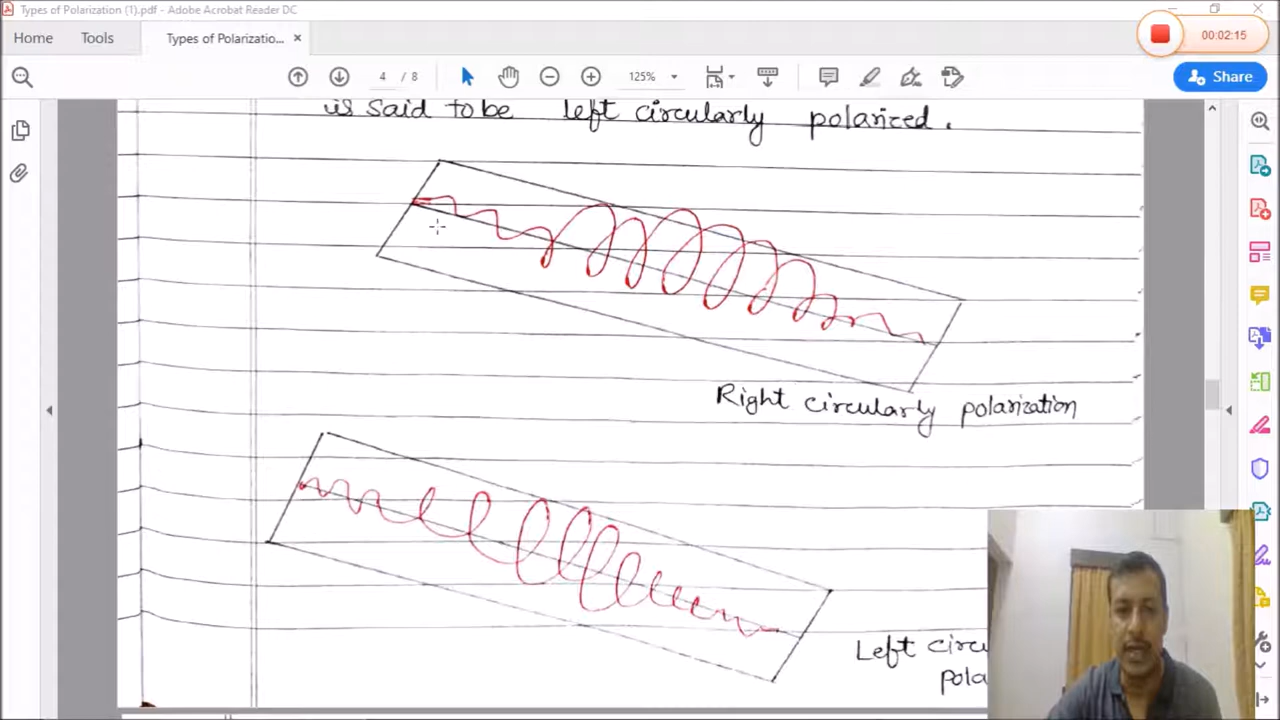 Types of Polarization (1).pdf - Adobe Acrobat Reader DC
Home Tools Types of Polarizatio... ×
00:02:15
4 / 8 125% Share
is said to be left circularly polarized.
Right circularly polarization
Left circu
pola